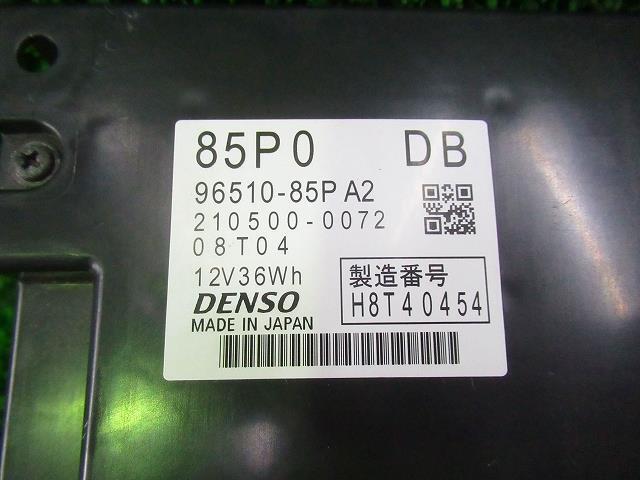 85P0 DB
96510-85P A2
210500-0072
08T04
12V36Wh
DENSO
MADE IN JAPAN
製造番号
H8T40454